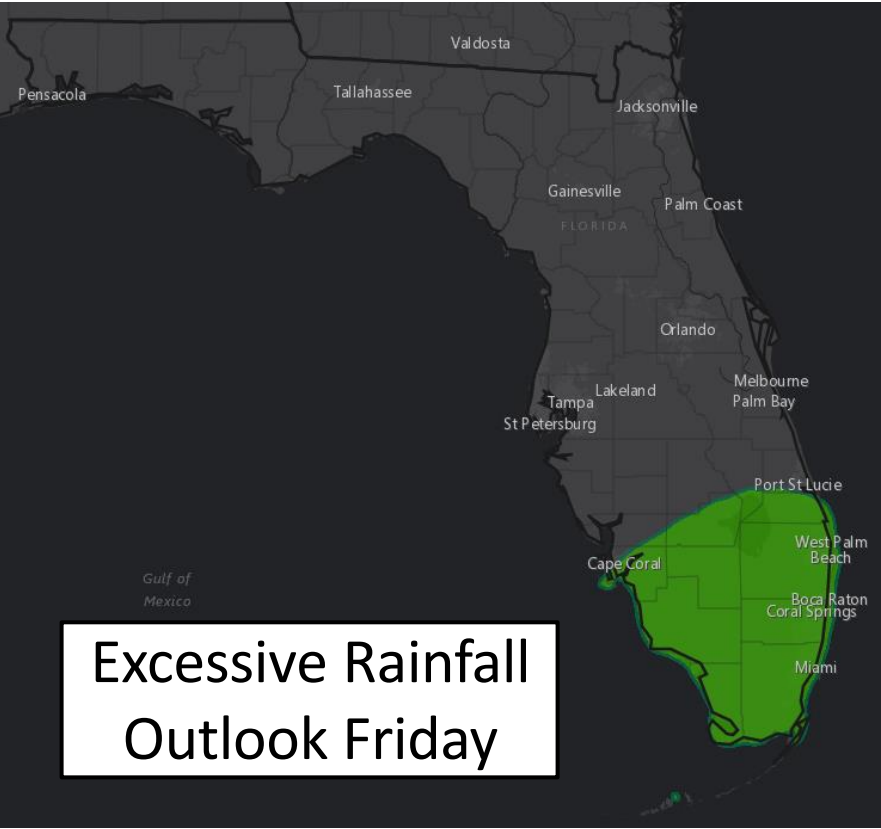 Valdosta
Pensacola
Tallahassee
Jacksonville
Gainesville
Palm Coast
FLORIDA
Orlando
Melbourne
Lakeland
Palm Bay
Tampa
St Petersburg
Port St Lucie
West Palm
Beach
Cape Coral
Gulf of
Mexico
Boca Raton
Coral Springs
Miami
Excessive Rainfall
Outlook Friday